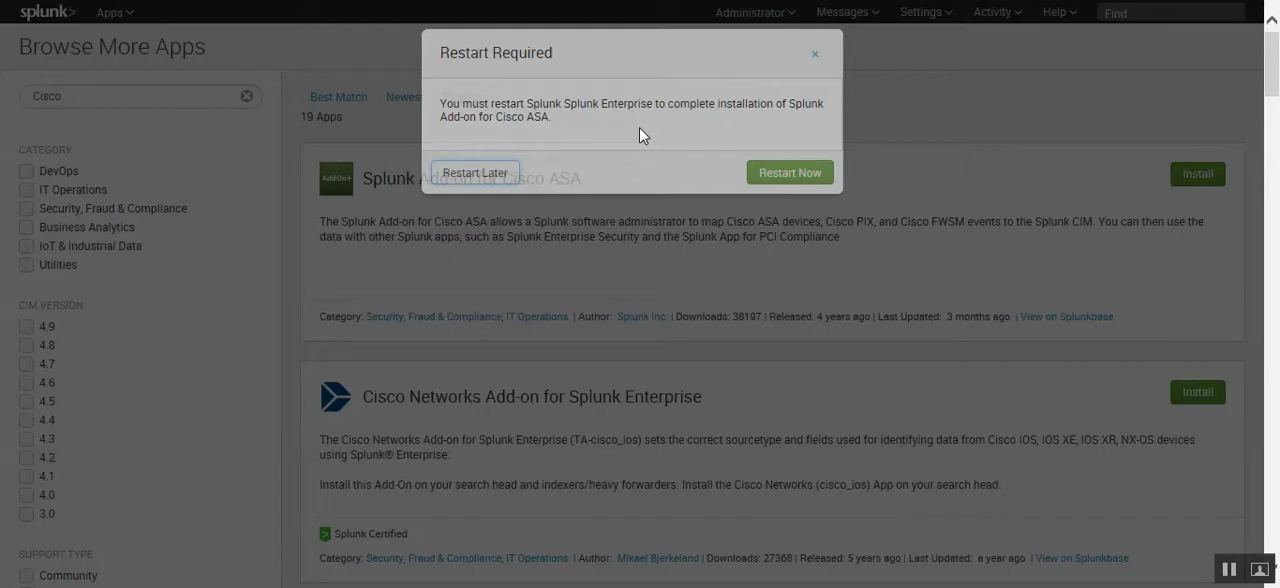 splunk> Apps Administrator Messages Settings Activity Help Find
Browse More Apps
Restart Required ×
Cisco
Best Match Newes
You must restart Splunk Splunk Enterprise to complete installation of Splunk
Add-on for Cisco ASA.
19 Apps
Restart Later Restart Now
CATEGORY
DevOps
IT Operations
Security, Fraud & Compliance
Business Analytics
IoT & Industrial Data
Utilities
CIM VERSION
4.9
4.8
4.7
4.6
4.5
4.4
4.3
4.2
4.1
4.0
3.0
SUPPORT TYPE
Community
AddOn+ Splunk Add-on for Cisco ASA Install
The Splunk Add-on for Cisco ASA allows a Splunk software administrator to map Cisco ASA devices, Cisco PIX, and Cisco FWSM events to the Splunk CIM. You can then use the
data with other Splunk apps, such as Splunk Enterprise Security and the Splunk App for PCI Compliance
Category: Security, Fraud & Compliance, IT Operations | Author: Splunk Inc. | Downloads: 38197 | Released: 4 years ago | Last Updated: 3 months ago | View on Splunkbase
Cisco Networks Add-on for Splunk Enterprise Install
The Cisco Networks Add-on for Splunk Enterprise (TA-cisco_ios) sets the correct sourcetype and fields used for identifying data from Cisco IOS, IOS XE, IOS XR, NX-OS devices
using Splunk® Enterprise.
Install this Add-On on your search head and indexers/heavy forwarders. Install the Cisco Networks (cisco_ios) App on your search head.
Splunk Certified
Category: Security, Fraud & Compliance, IT Operations | Author: Mikael Bjerkeland | Downloads: 27368 | Released: 5 years ago | Last Updated: a year ago | View on Splunkbase